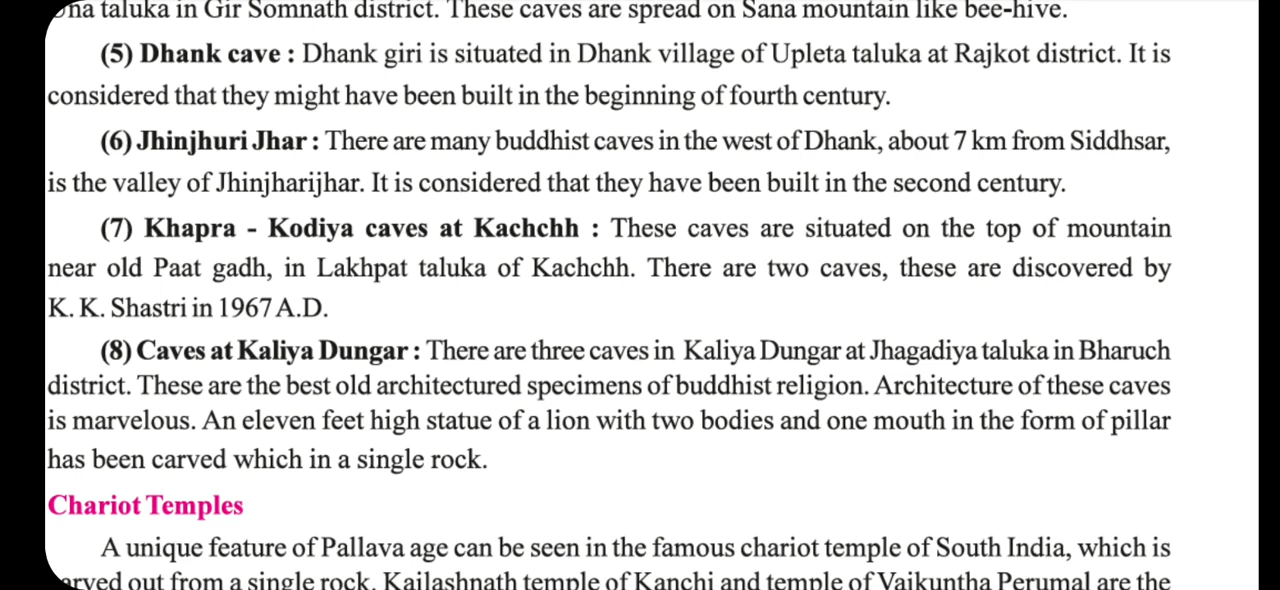 Una taluka in Gir Somnath district. These caves are spread on Sana mountain like bee-hive.
(5) Dhank cave : Dhank giri is situated in Dhank village of Upleta taluka at Rajkot district. It is
considered that they might have been built in the beginning of fourth century.
(6) Jhinjhuri Jhar : There are many buddhist caves in the west of Dhank, about 7 km from Siddhsar,
is the valley of Jhinjharijhar. It is considered that they have been built in the second century.
(7) Khapra - Kodiya caves at Kachchh : These caves are situated on the top of mountain
near old Paat gadh, in Lakhpat taluka of Kachchh. There are two caves, these are discovered by
K. K. Shastri in 1967 A.D.
(8) Caves at Kaliya Dungar : There are three caves in Kaliya Dungar at Jhagadiya taluka in Bharuch
district. These are the best old architectured specimens of buddhist religion. Architecture of these caves
is marvelous. An eleven feet high statue of a lion with two bodies and one mouth in the form of pillar
has been carved which in a single rock.
Chariot Temples
A unique feature of Pallava age can be seen in the famous chariot temple of South India, which is
carved out from a single rock. Kailashnath temple of Kanchi and temple of Vaikuntha Perumal are the